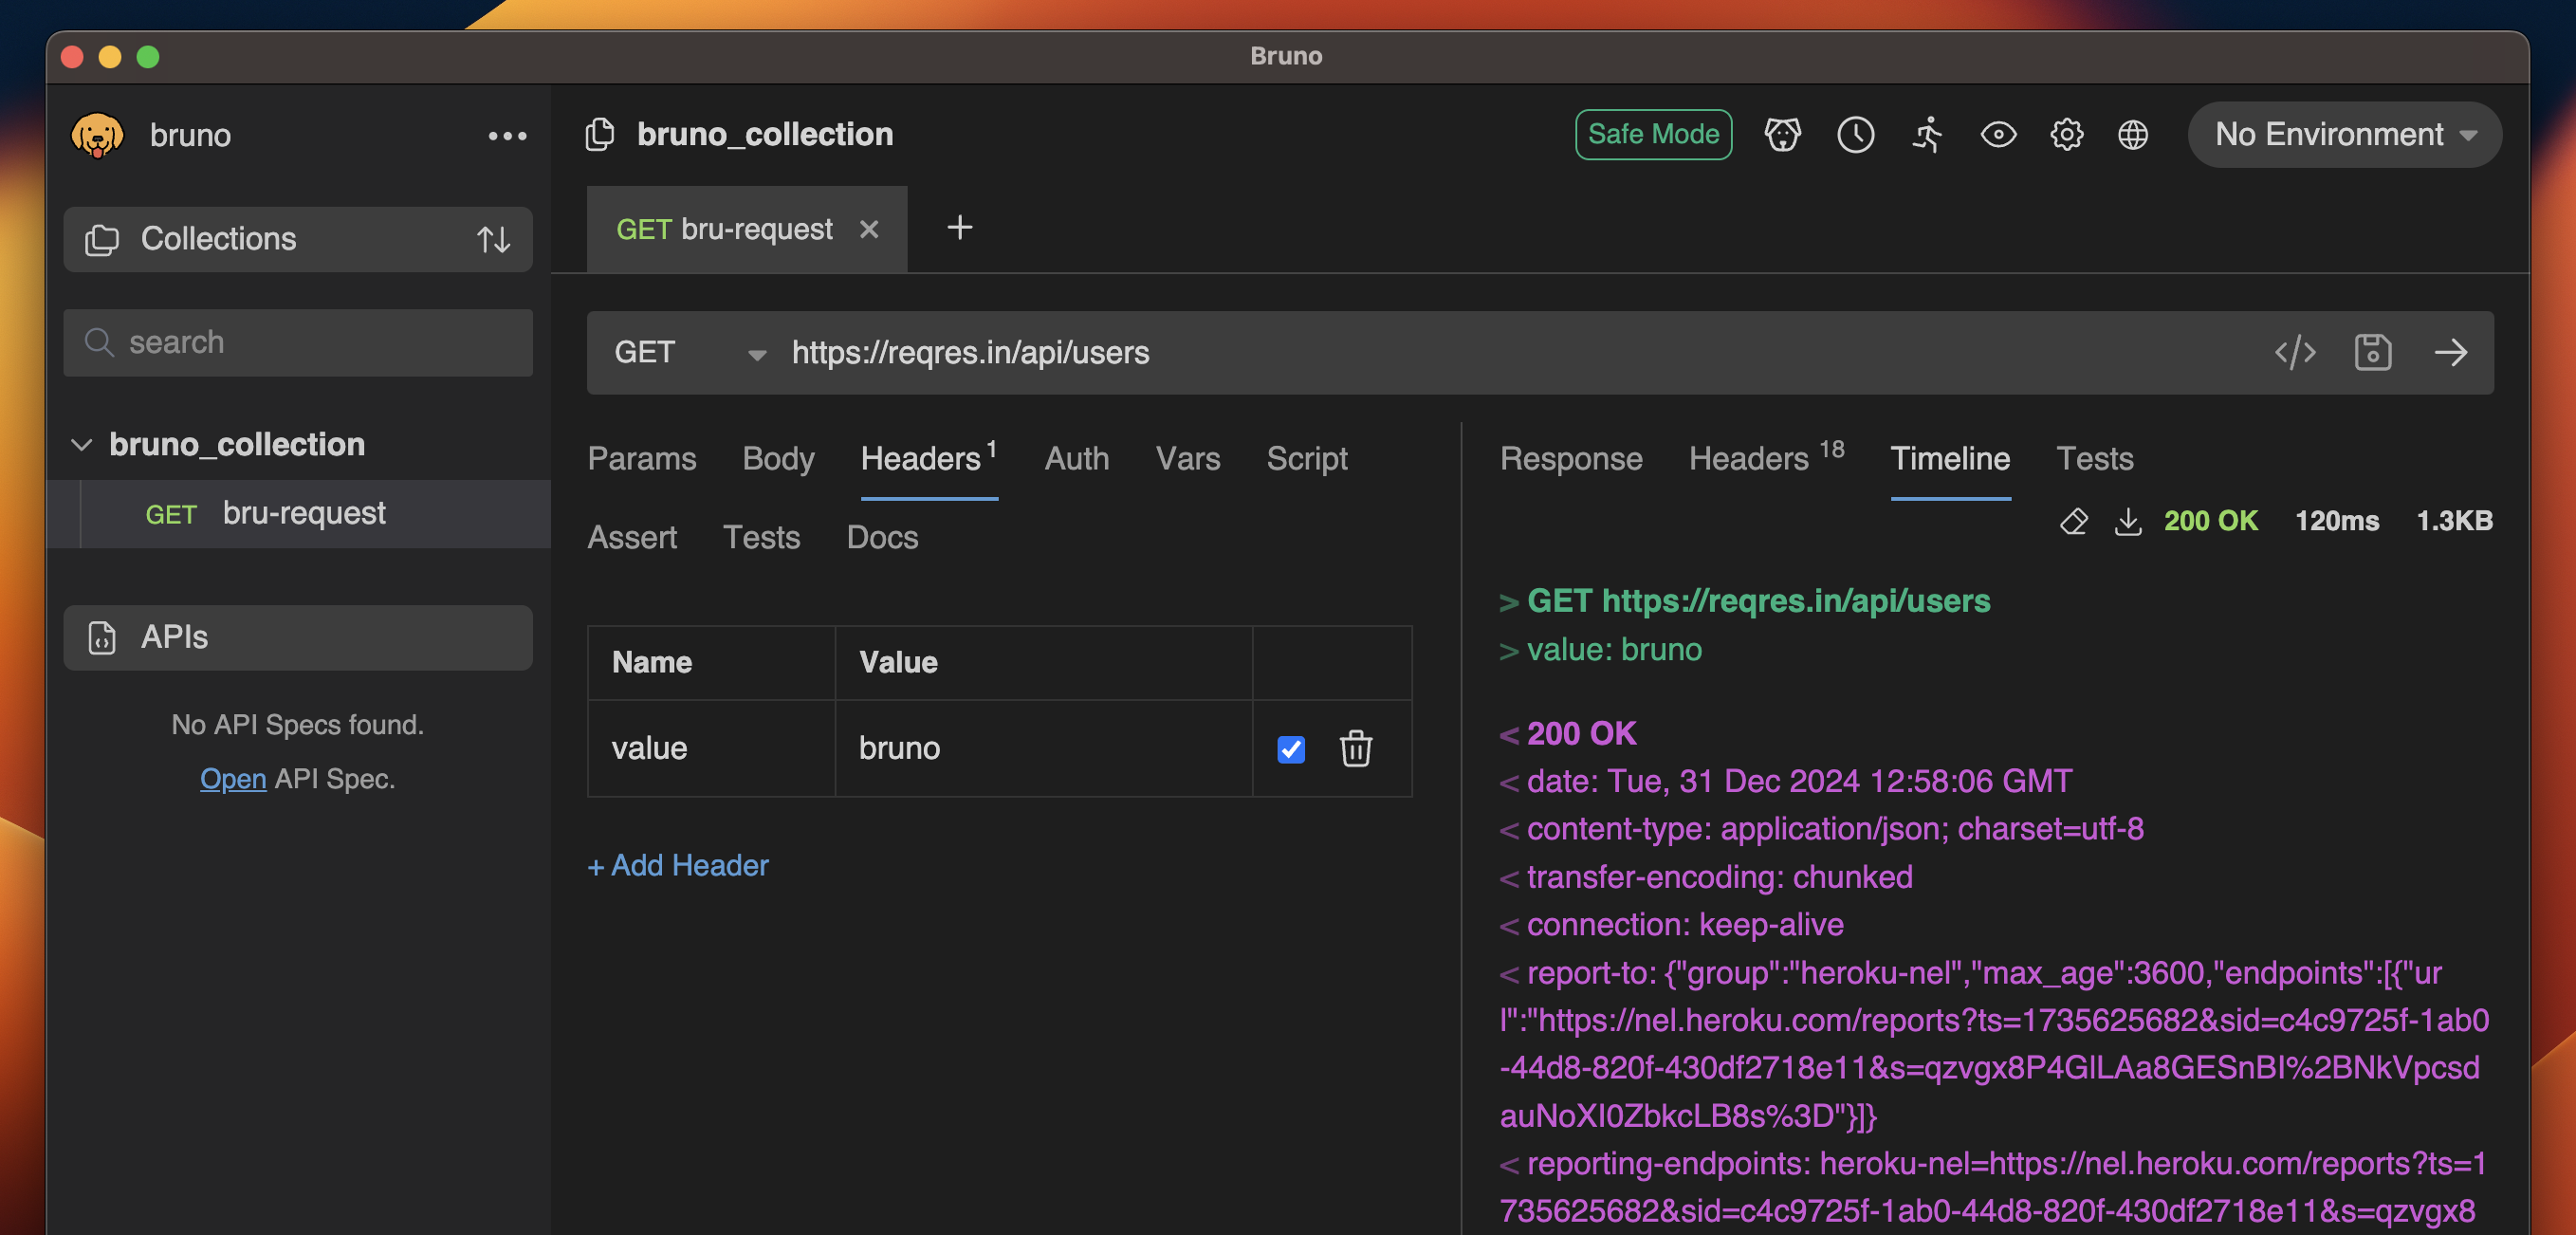 Bruno
bruno
bruno_collection
Safe Mode
No Environment
Collections
GET bru-request
search
GET
https://reqres.in/api/users
bruno_collection
GET bru-request
APIs
No API Specs found.
Open API Spec.
Params Body Headers 1 Auth Vars Script
Assert Tests Docs
Name Value
value bruno
+ Add Header
Response Headers 18 Timeline Tests
200 OK 120ms 1.3KB
> GET https://reqres.in/api/users
> value: bruno
< 200 OK
< date: Tue, 31 Dec 2024 12:58:06 GMT
< content-type: application/json; charset=utf-8
< transfer-encoding: chunked
< connection: keep-alive
< report-to: {"group":"heroku-nel","max_age":3600,"endpoints":[{"ur
l":"https://nel.heroku.com/reports?ts=1735625682&sid=c4c9725f-1ab0
-44d8-820f-430df2718e11&s=qzvgx8P4GlLAa8GESnBI%2BNkVpcsd
auNoXI0ZbkcLB8s%3D"}]}
< reporting-endpoints: heroku-nel=https://nel.heroku.com/reports?ts=1
735625682&sid=c4c9725f-1ab0-44d8-820f-430df2718e11&s=qzvgx8